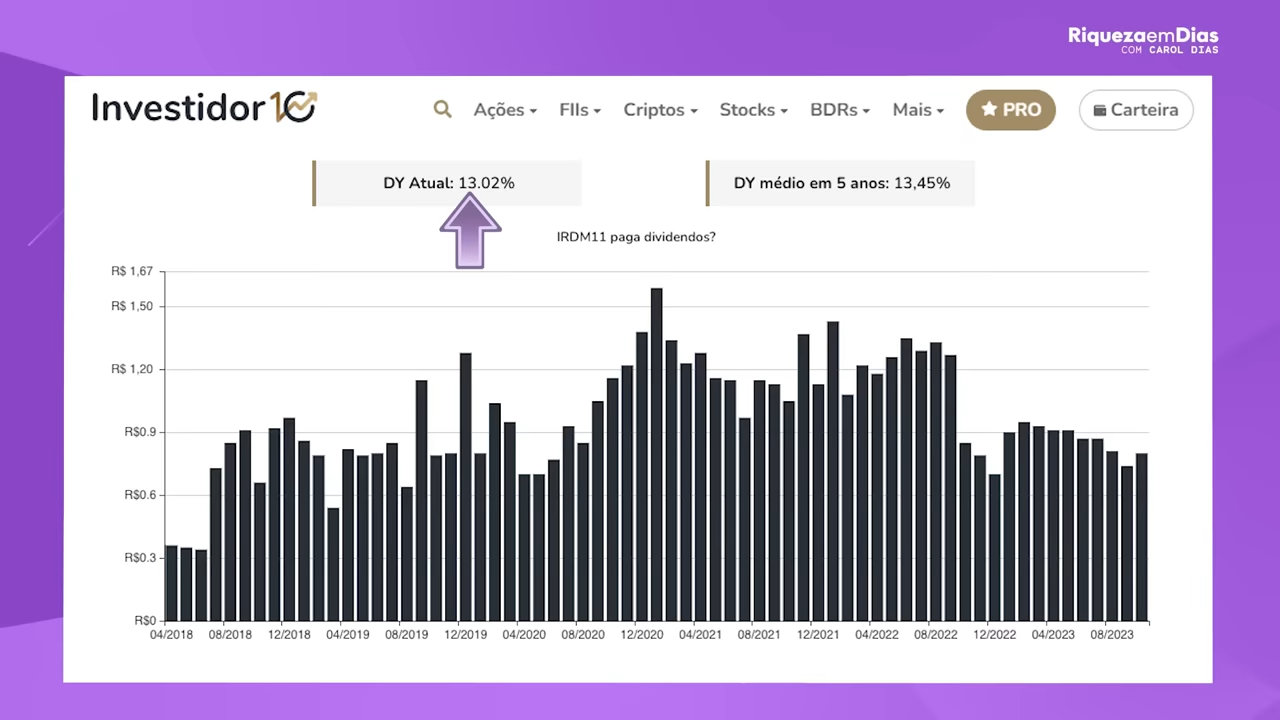 RiquezaemDias
COM CAROL DIAS
Investidor 10
Ações
FIIs
Criptos
Stocks
BDRs
Mais
PRO
Carteira
DY Atual: 13.02%
DY médio em 5 anos: 13,45%
IRDM11 paga dividendos?
R$ 1,67
R$ 1,50
R$ 1,20
R$0.9
R$0.6
R$0.3
R$0
04/2018 08/2018 12/2018 04/2019 08/2019 12/2019 04/2020 08/2020 12/2020 04/2021 08/2021 12/2021 04/2022 08/2022 12/2022 04/2023 08/2023